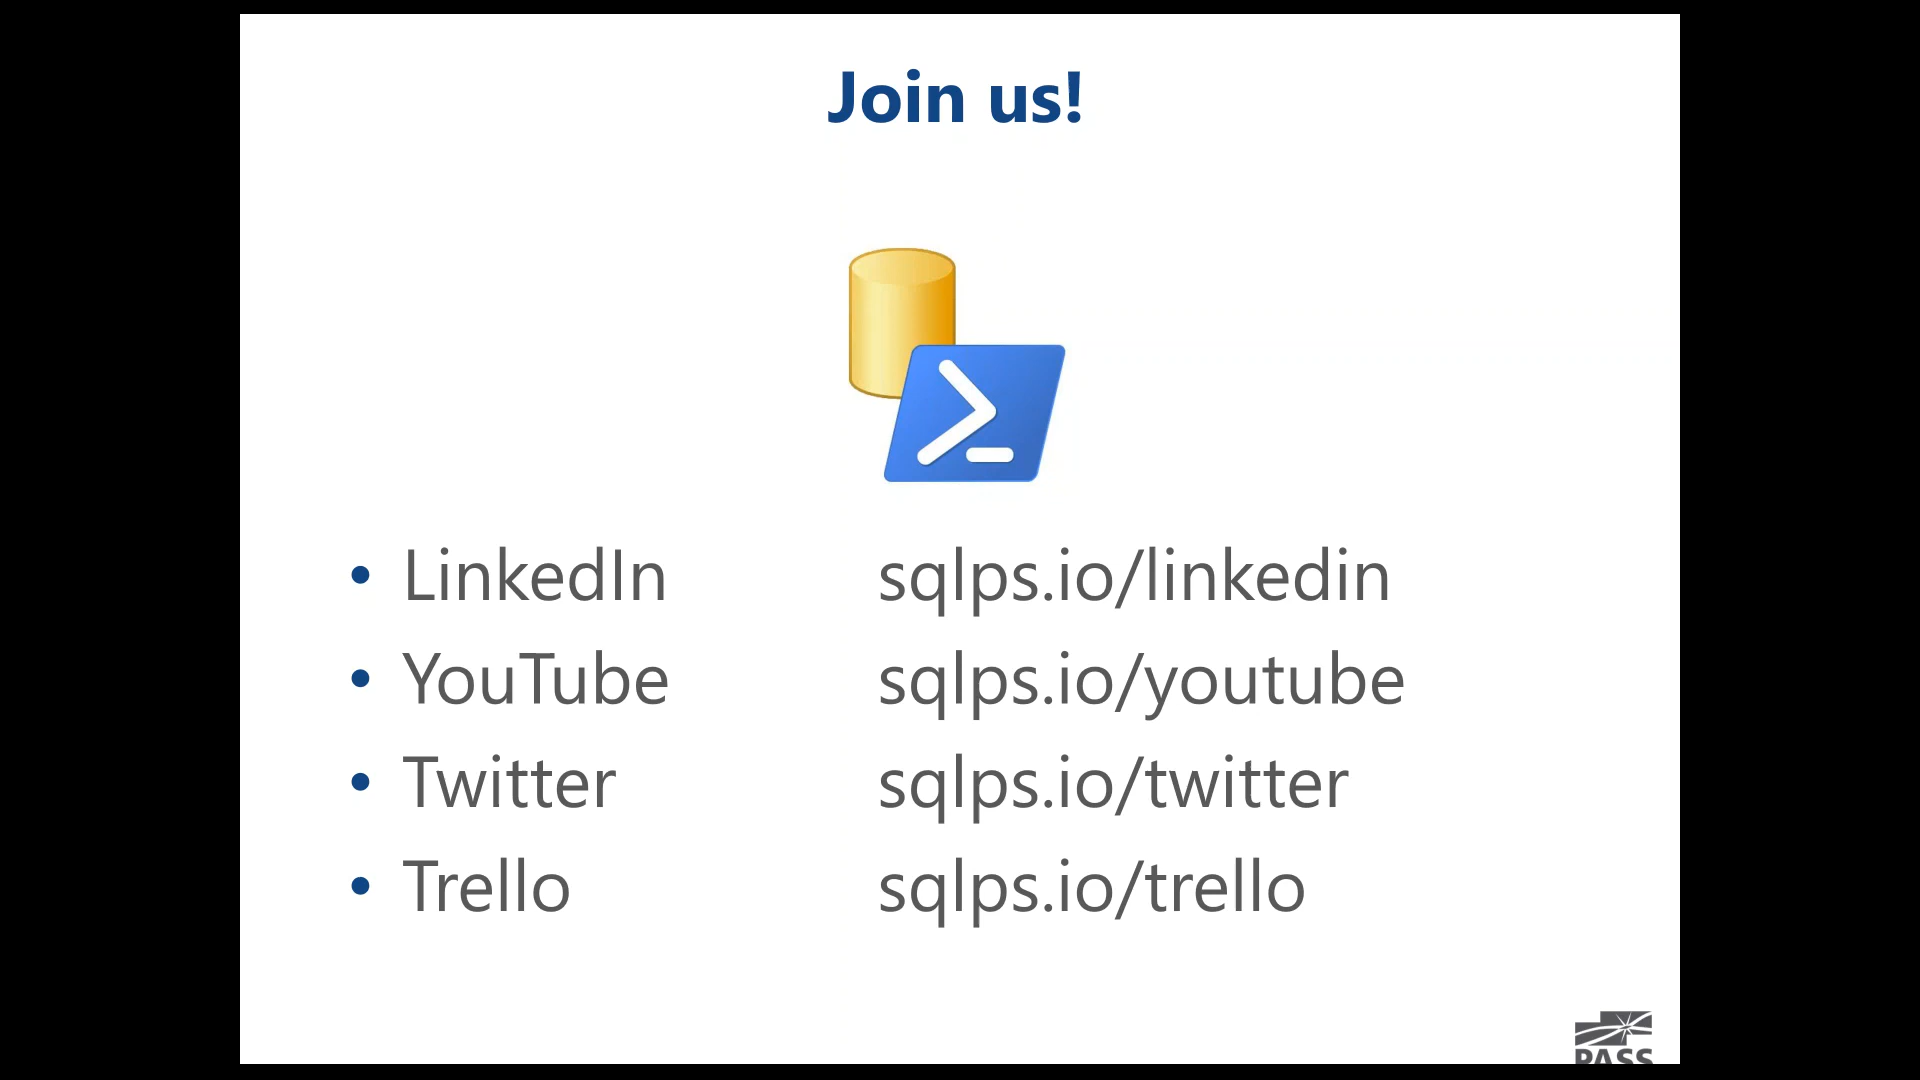 Join us!
• LinkedIn sqlps.io/linkedin
• YouTube sqlps.io/youtube
• Twitter sqlps.io/twitter
• Trello sqlps.io/trello
PASS